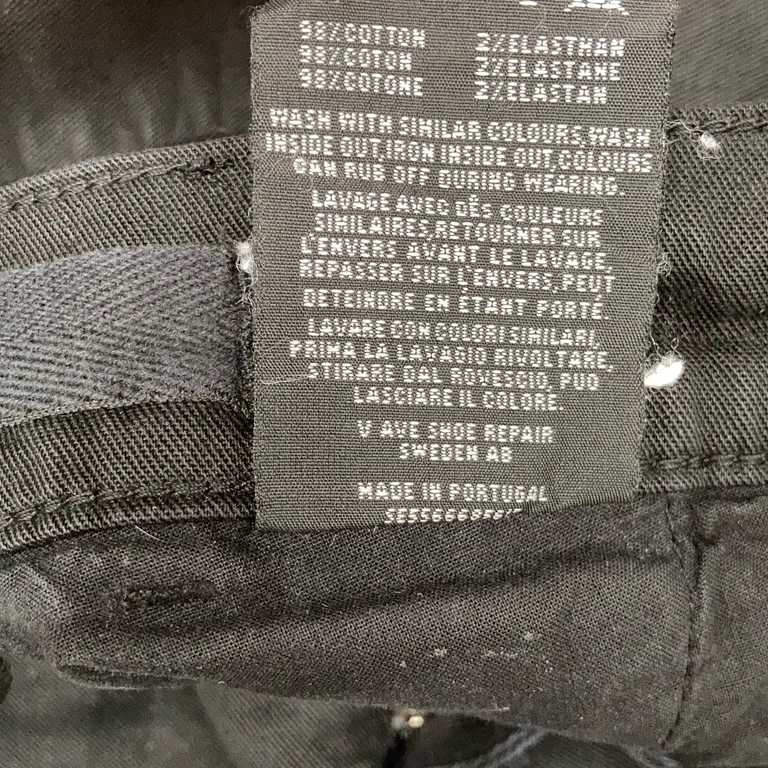 98%COTTON 2%ELASTHAN
98%COTON 2%ELASTANE
98%COTONE 2%ELASTAN
WASH WITH SIMILAR COLOURS,WASH
INSIDE OUT,IRON INSIDE OUT,COLOURS
CAN RUB OFF DURING WEARING.
LAVAGE AVEC DÈS COULEURS
SIMILAIRES,RETOURNER SUR
L'ENVERS AVANT LE LAVAGE,
REPASSER SUR L'ENVERS,PEUT
DETEINDRE EN ÉTANT PORTÉ.
LAVARE CON COLORI SIMILARI,
PRIMA LA LAVAGIO RIVOLTARE,
STIRARE DAL ROVESCIO, PUO
LASCIARE IL COLORE.
V AVE SHOE REPAIR
SWEDEN AB
MADE IN PORTUGAL